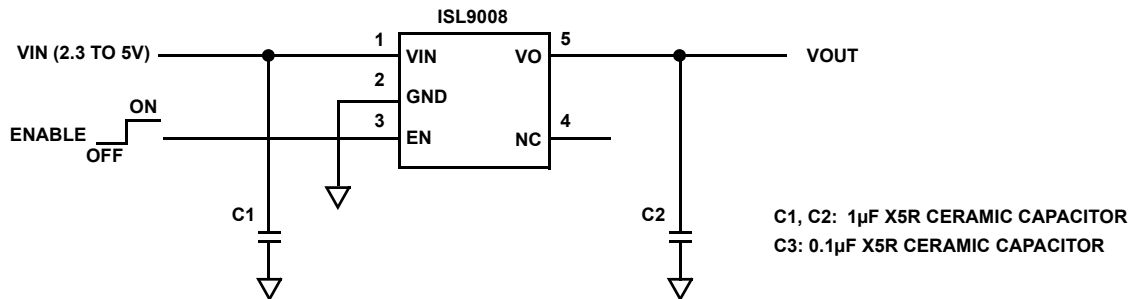 ISL9008
VIN (2.3 TO 5V)
1
VIN
VO
5
VOUT
2
GND
ENABLE
OFF
ON
3
EN
NC
4
C1
C2
C1, C2: 1µF X5R CERAMIC CAPACITOR
C3: 0.1µF X5R CERAMIC CAPACITOR